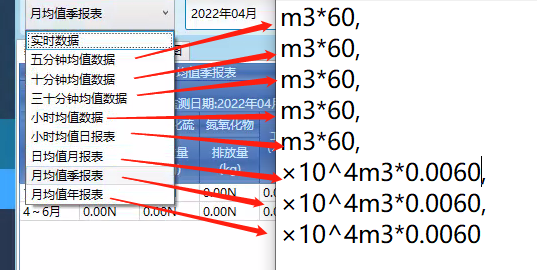 月均值季报表
2022年04月
实时数据
五分钟均值数据
十分钟均值数据
三十分钟均值数据
小时均值数据
小时均值日报表
日均值月报表
月均值季报表
月均值年报表
均值季报表
测日期:2022年04月
化硫
氮氧化物
量
排放量
(kg)
0.00N
0.0
4～6月
0.00N
0.00N
0.00N
0.0
m3*60,
m3*60,
m3*60,
m3*60,
m3*60,
×10^4m3*0.0060,
×10^4m3*0.0060,
×10^4m3*0.0060